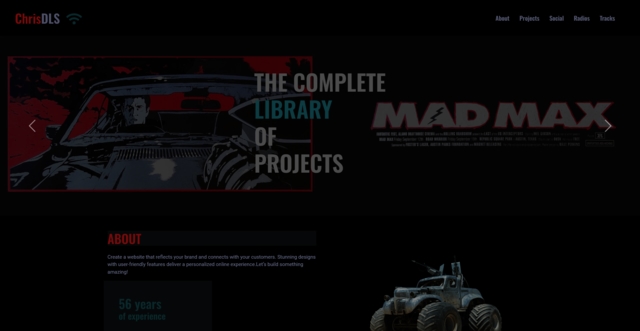 ChrisDLS
About Projects Social Radios Tracks
THE COMPLETE
LIBRARY
OF
PROJECTS
MAD MAX
ABOUT
Create a website that reflects your brand and connects with your customers. Stunning designs
with user-friendly features deliver a personalized online experience Let's build something
amazing!
56 years
of experience